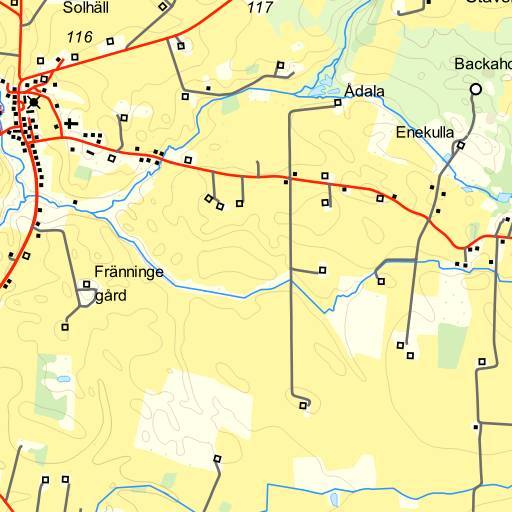 Solhäll
117
116
Backaho
Ådala
Enekulla
Fränninge
gård